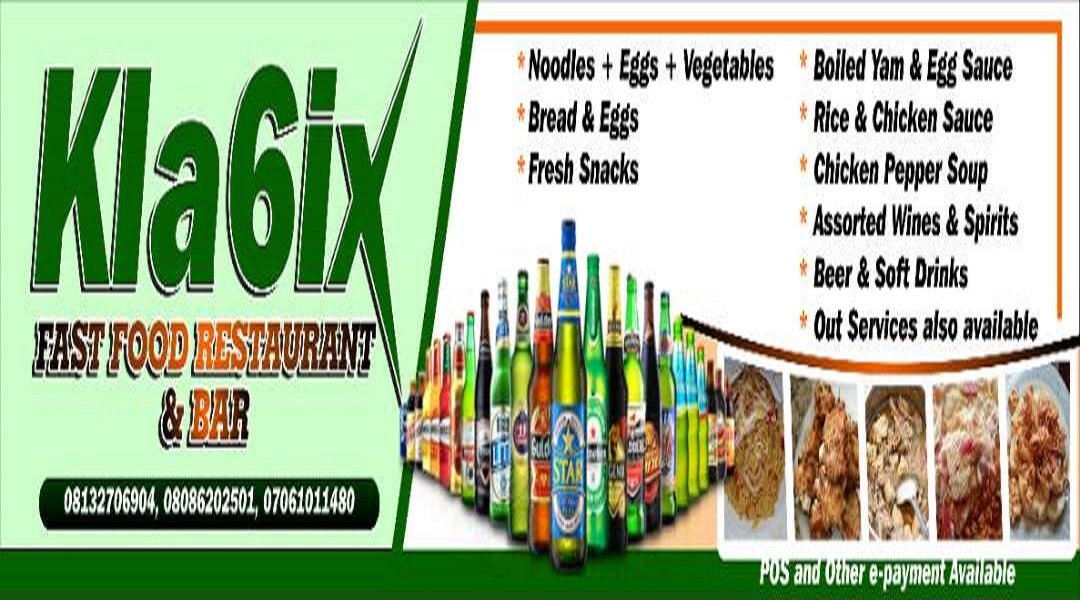 Kla6ix
FAST FOOD RESTAURANT
& BAR
08132706904, 08086202501, 07061011480
* Noodles + Eggs + Vegetables
* Bread & Eggs
* Fresh Snacks
* Boiled Yam & Egg Sauce
* Rice & Chicken Sauce
* Chicken Pepper Soup
* Assorted Wines & Spirits
* Beer & Soft Drinks
* Out Services also available
STAR
POS and Other e-payment Available